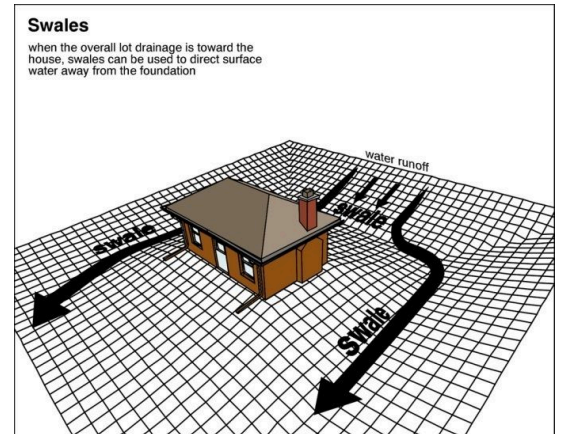 Swales
when the overall lot drainage is toward the
house, swales can be used to direct surface
water away from the foundation
water runoff
swale
swale
Swale